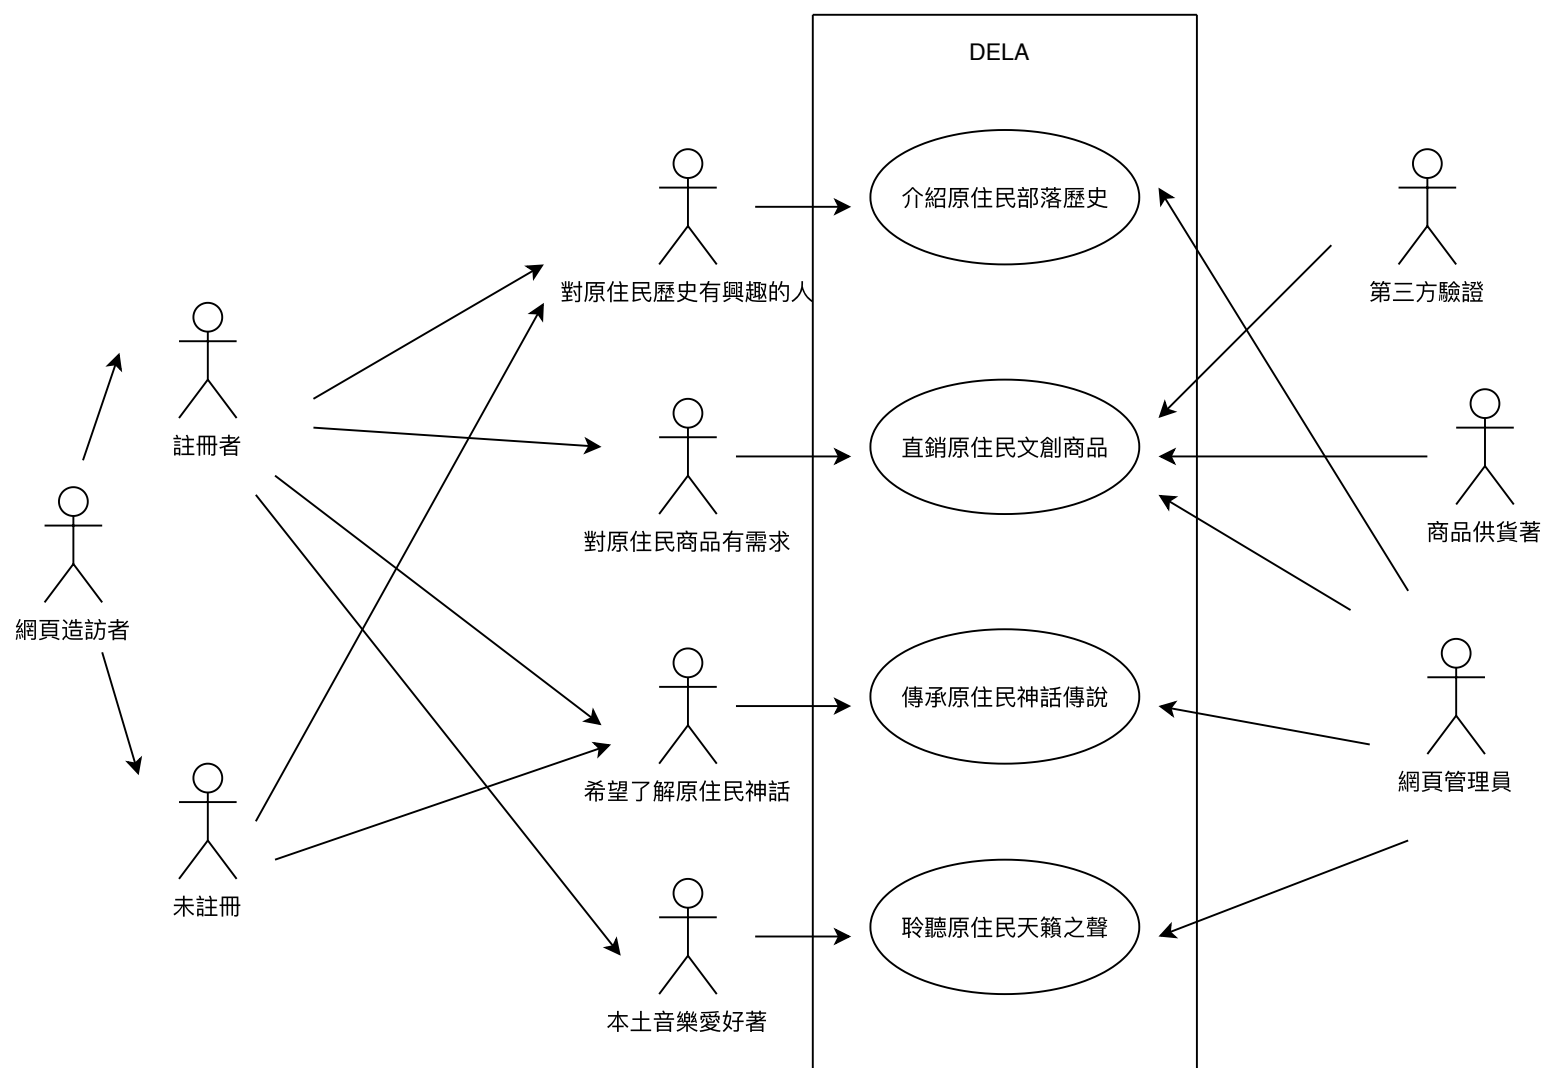 DELA
介紹原住民部落歷史
對原住民歷史有興趣的人
第三方驗證
註冊者
直銷原住民文創商品
對原住民商品有需求
商品供貨著
網頁造訪者
傳承原住民神話傳說
希望了解原住民神話
網頁管理員
未註冊
聆聽原住民天籟之聲
本土音樂愛好著